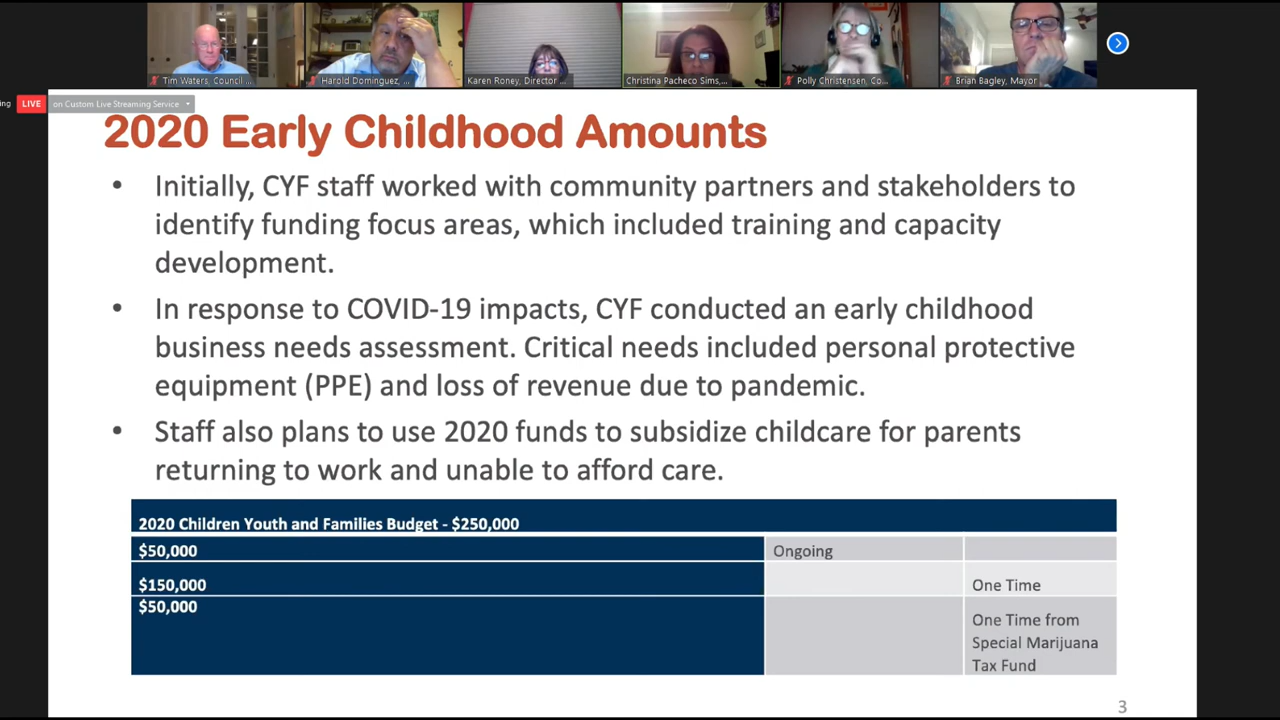 Tim Waters, Council ...
Harold Dominguez, ...
Karen Roney, Director ...
Christina Pacheco Sims,...
Polly Christensen, Co...
Brian Bagley, Mayor
ing
LIVE
on Custom Live Streaming Service
2020 Early Childhood Amounts
• Initially, CYF staff worked with community partners and stakeholders to
identify funding focus areas, which included training and capacity
development.
• In response to COVID-19 impacts, CYF conducted an early childhood
business needs assessment. Critical needs included personal protective
equipment (PPE) and loss of revenue due to pandemic.
• Staff also plans to use 2020 funds to subsidize childcare for parents
returning to work and unable to afford care.
2020 Children Youth and Families Budget - $250,000
$50,000
Ongoing
$150,000
One Time
$50,000
One Time from
Special Marijuana
Tax Fund
3